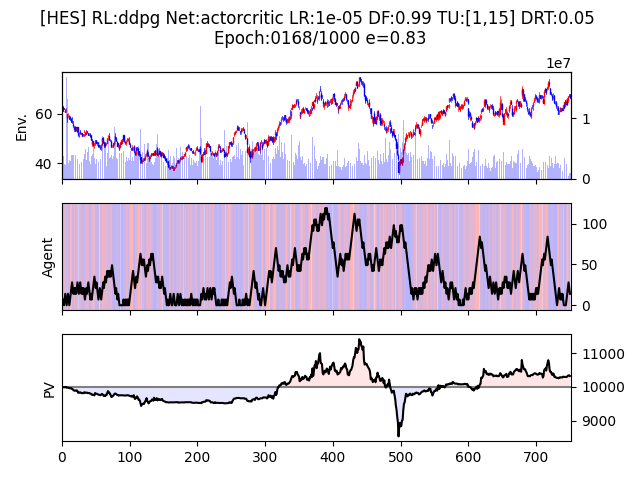 [HES] RL:ddpg Net:actorcritic LR:1e-05 DF:0.99 TU:[1,15] DRT:0.05
Epoch:0168/1000 e=0.83
1e7
Env.
60
40
1
0
Agent
100
50
0
PV
11000
10000
9000
0 100 200 300 400 500 600 700